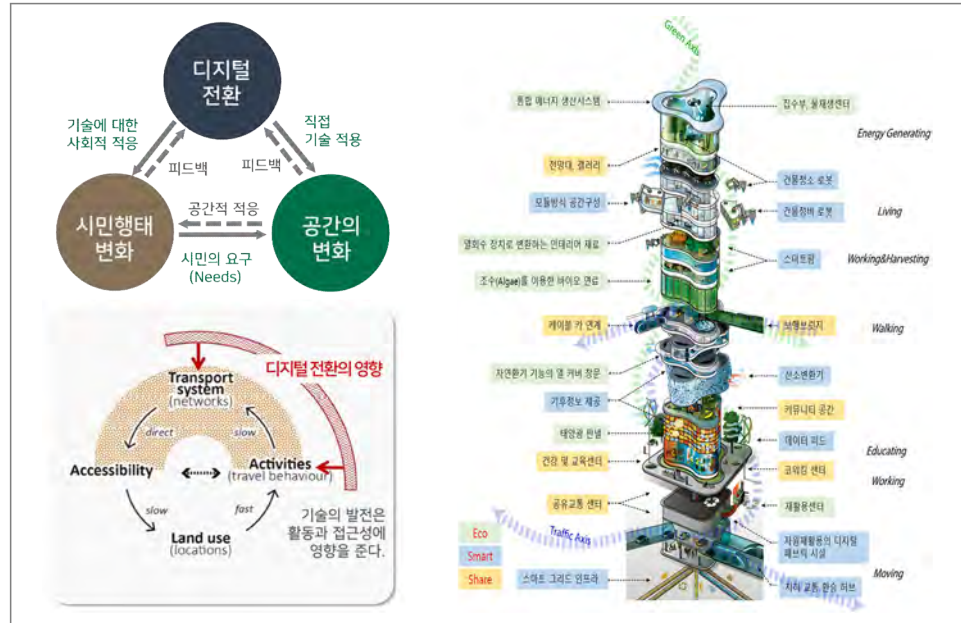 디지털
전환
기술에 대한
사회적 적응
피드백
피드백
직접
기술 적용
시민행태
변화
공간적 적응
시민의 요구
(Needs)
공간의
변화
디지털 전환의 영향
Transport
system
(networks)
direct
slow
Accessibility
Activities
(travel behaviour)
slow
fast
Land use
(locations)
기술의 발전은
활동과 접근성에
영향을 준다.
Green Axis
통합 에너지 생산시스템
집수부, 물재생센터
Energy Generating
전망대, 갤러리
건물청소 로봇
모듈방식 공간구성
건물정비 로봇
Living
열회수 장치로 변환하는 인테리어 재료
스마트팜
Working&Harvesting
조수(Algae)를 이용한 바이오 연료
케이블 카 연계
보행브릿지
Walking
자연환기 기능의 열 커버 창문
산소변환기
기후정보 제공
커뮤니티 공간
태양광 판넬
데이터 피드
Educating
건강 및 교육센터
코워킹 센터
Working
공유교통 센터
재활용센터
Traffic Axis
자원재활용의 디지털
패브릭 시설
Eco
Smart
Share
스마트 그리드 인프라
지하 교통, 환승 허브
Moving